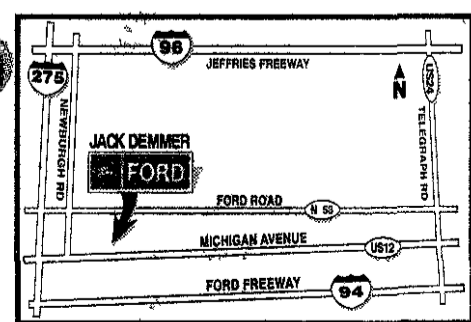 96
JEFFRIES FREEWAY
275
US24
N
NEWBURGH RD
TELEGRAPH RD
JACK DEMMER
FORD
FORD ROAD
N 53
MICHIGAN AVENUE
US12
FORD FREEWAY
94